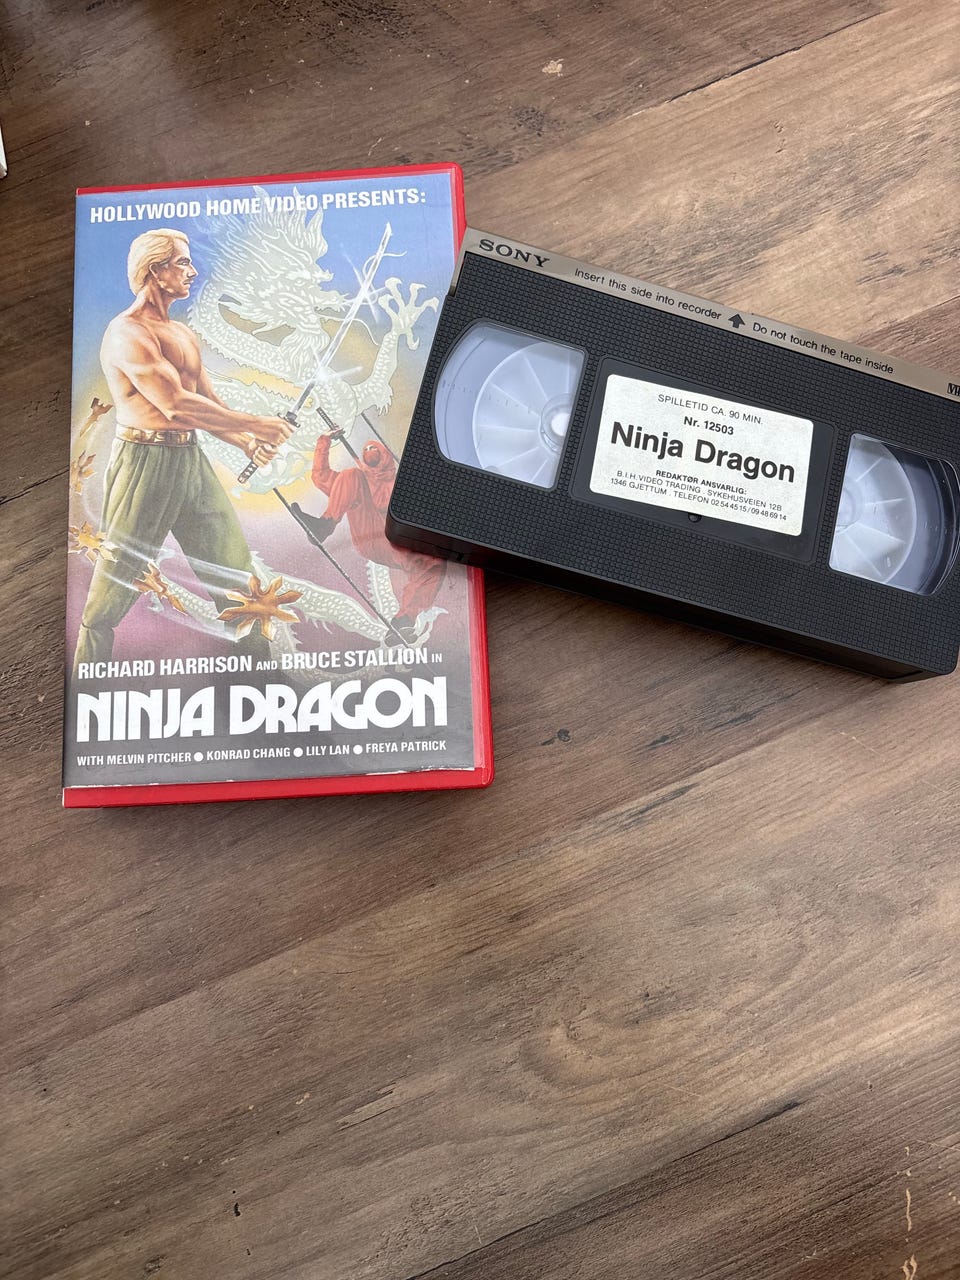 HOLLYWOOD HOME VIDEO PRESENTS:
RICHARD HARRISON AND BRUCE STALLION IN
NINJA DRAGON
WITH MELVIN PITCHER ● KONRAD CHANG ● LILY LAN ● FREYA PATRICK
SONY
Insert this side into recorder
Do not touch the tape inside
SPILLETID CA. 90 MIN.
Nr. 12503
Ninja Dragon
REDAKTØR ANSVARLIG:
B.I.H. VIDEO TRADING . SYKEHUSVEIEN 12B
1346 GJETTUM . TELEFON 02 54 45 15 / 09 48 69 14